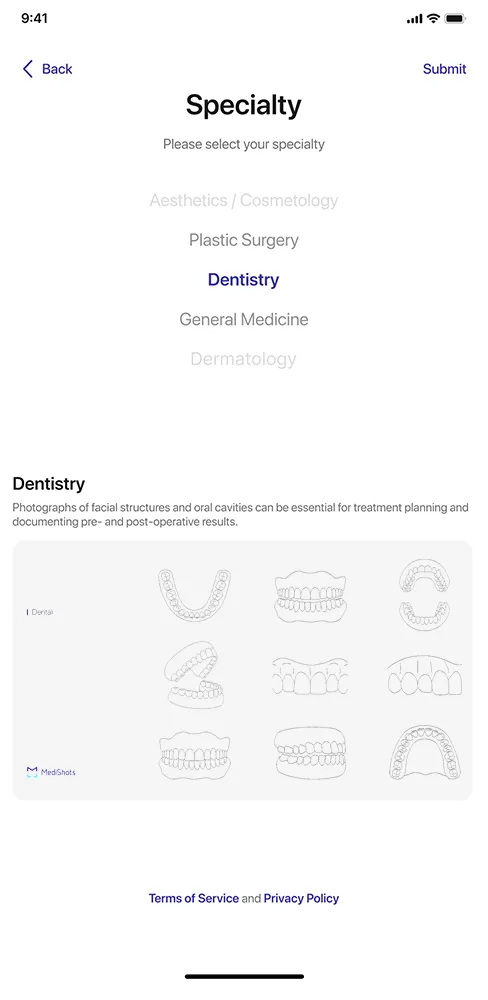 9:41
Back
Submit
Specialty
Please select your specialty
Aesthetics / Cosmetology
Plastic Surgery
Dentistry
General Medicine
Dermatology
Dentistry
Photographs of facial structures and oral cavities can be essential for treatment planning and
documenting pre- and post-operative results.
Dental
MediShots
Terms of Service and Privacy Policy